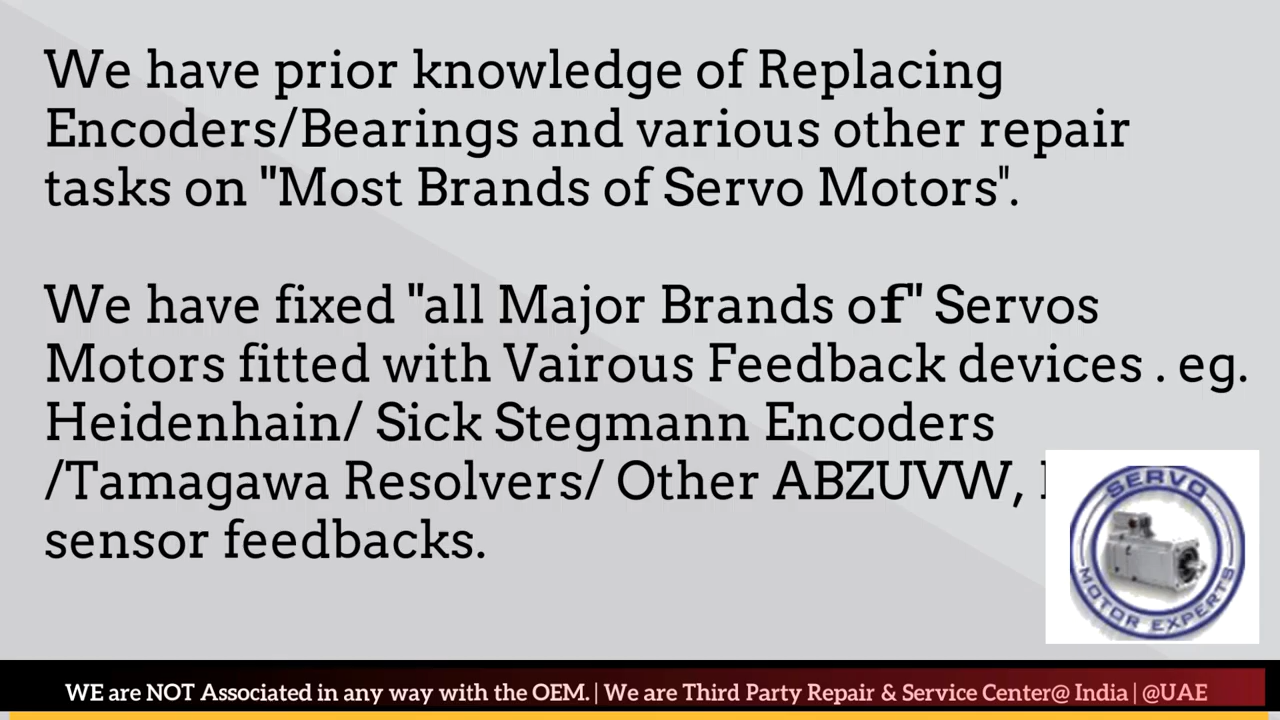 We have prior knowledge of Replacing
Encoders/Bearings and various other repair
tasks on "Most Brands of Servo Motors".
We have fixed "all Major Brands of" Servos
Motors fitted with Vairous Feedback devices . eg.
Heidenhain/ Sick Stegmann Encoders
/Tamagawa Resolvers/ Other ABZUVW,
sensor feedbacks.
SERVO
MOTOR EXPERTS
WE are NOT Associated in any way with the OEM. | We are Third Party Repair & Service Center@ India | @UAE